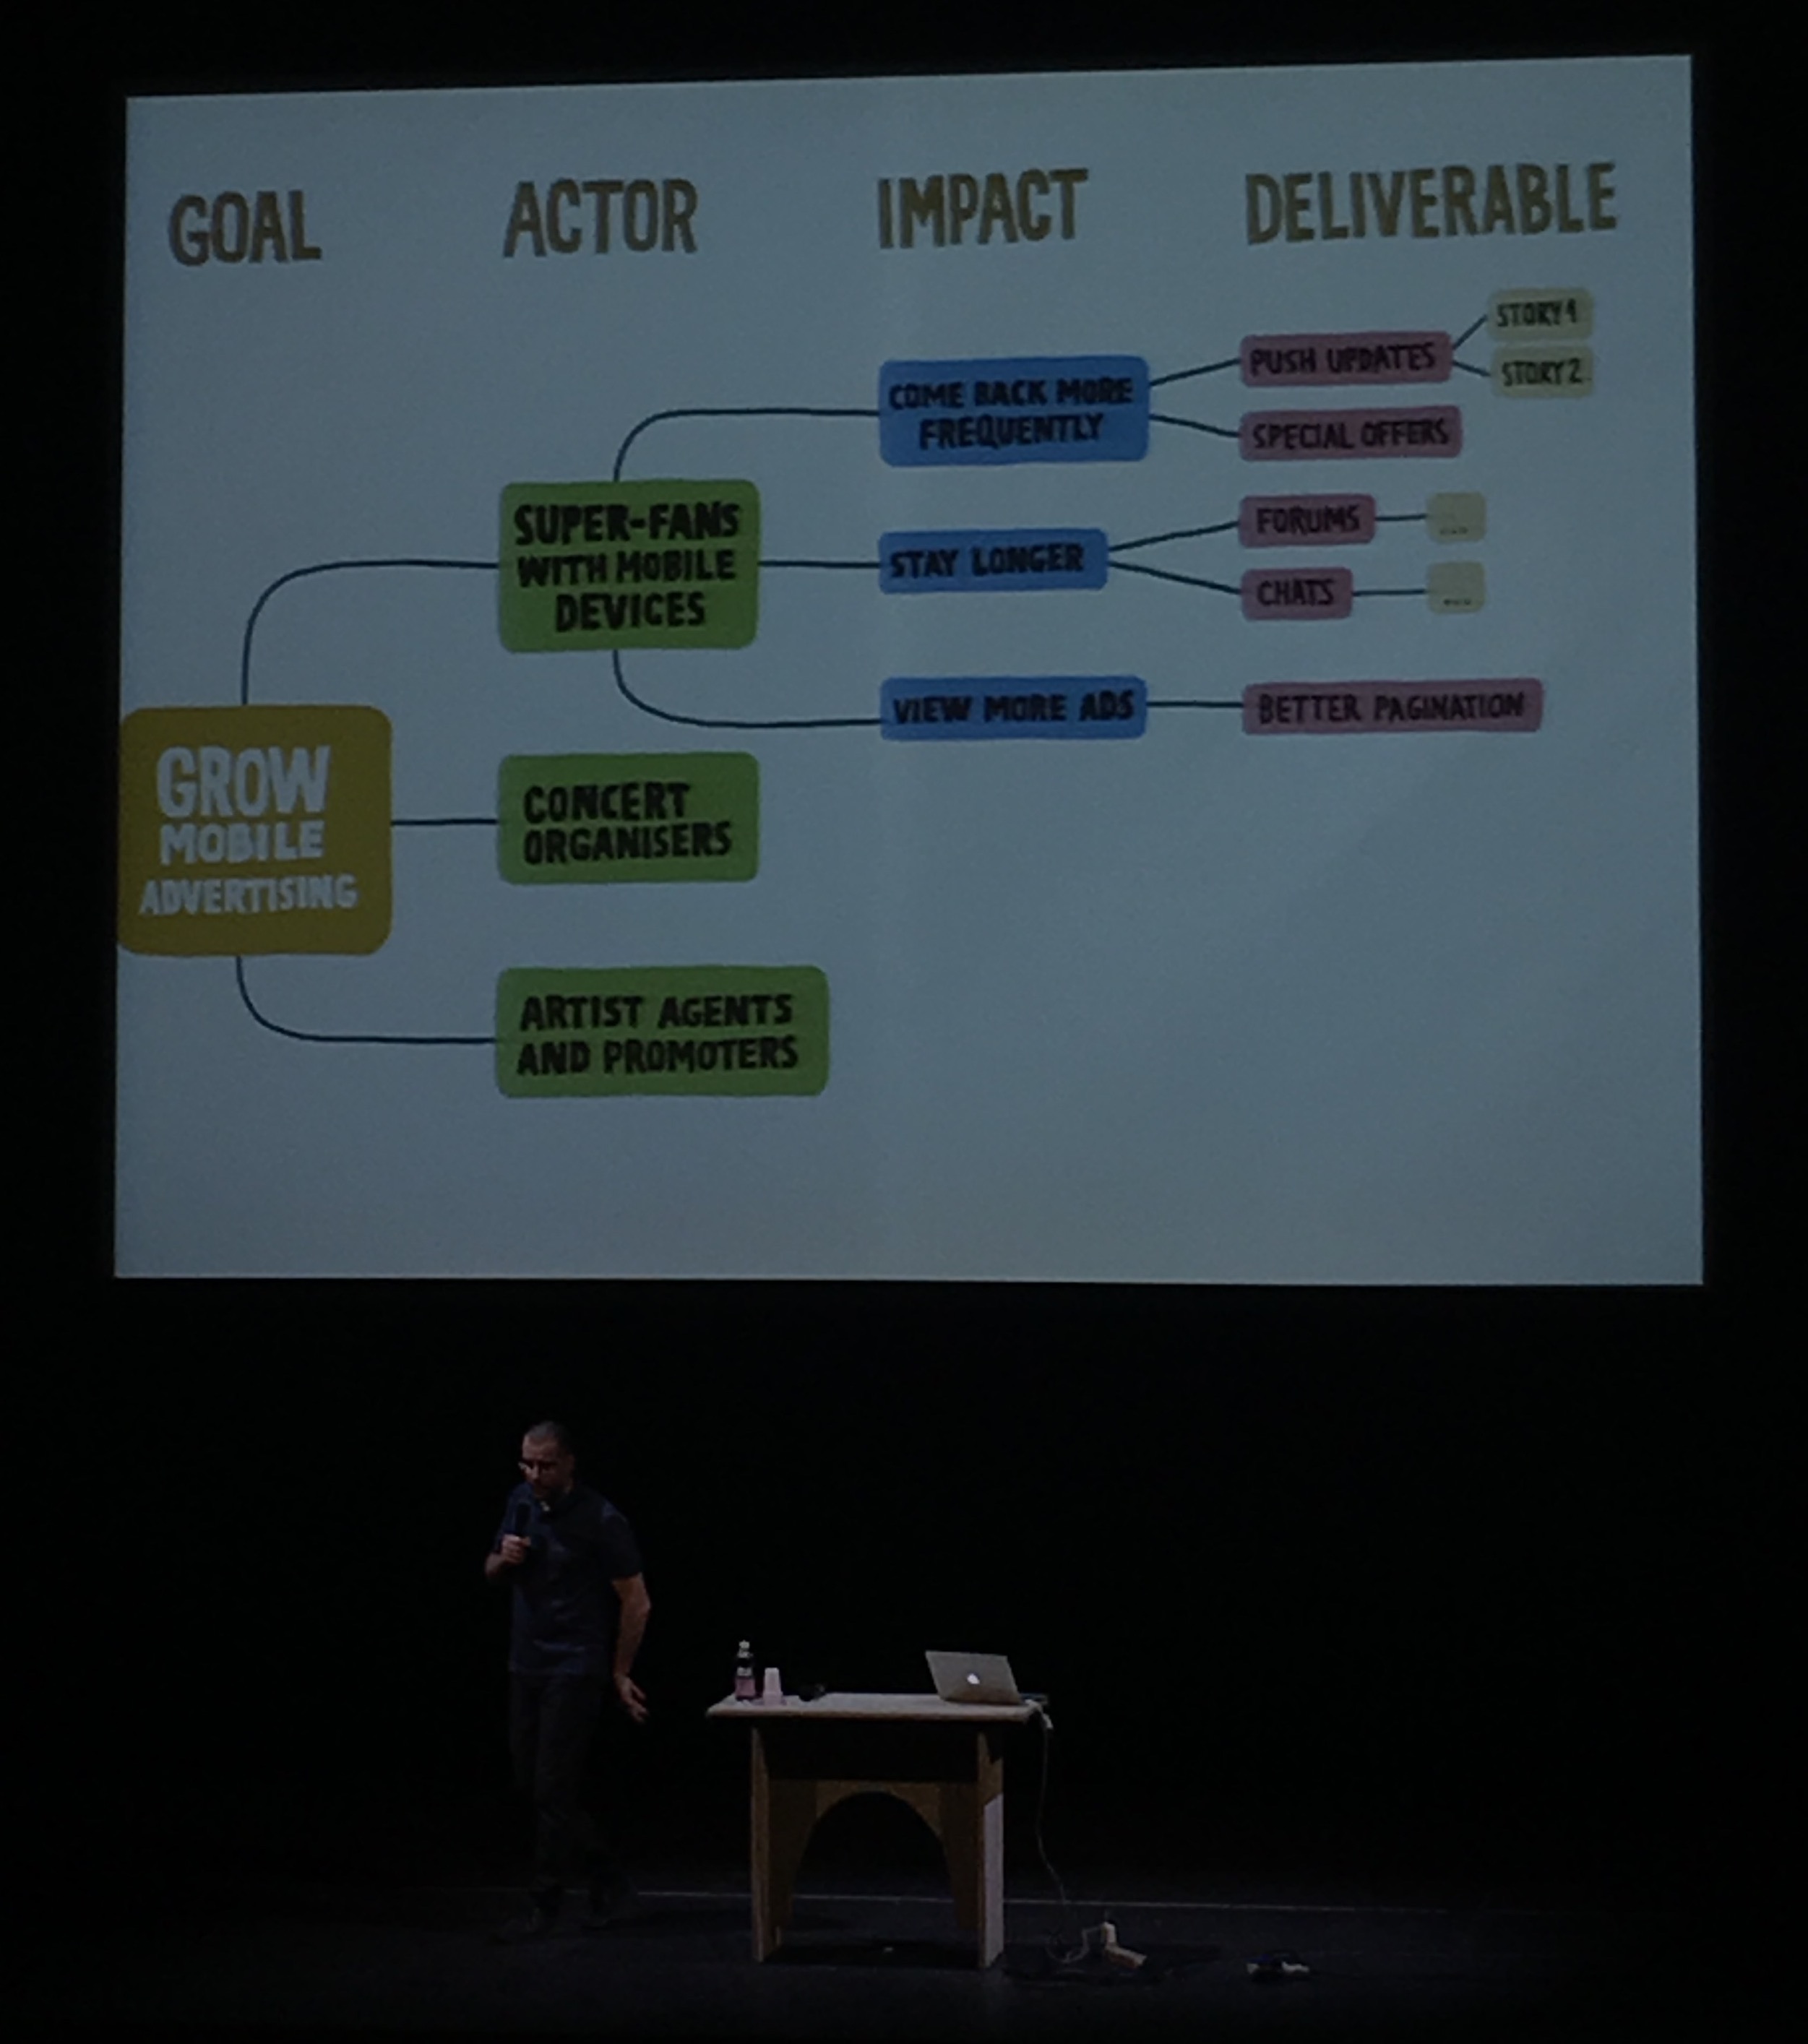 GOAL
ACTOR
IMPACT
DELIVERABLE
GROW
MOBILE
ADVERTISING
SUPER-FANS
WITH MOBILE
DEVICES
COME BACK MORE
FREQUENTLY
PUSH UPDATES
STORY 1
STORY 2
SPECIAL OFFERS
STAY LONGER
FORUMS
...
CHATS
...
VIEW MORE ADS
BETTER PAGINATION
CONCERT
ORGANISERS
ARTIST AGENTS
AND PROMOTERS